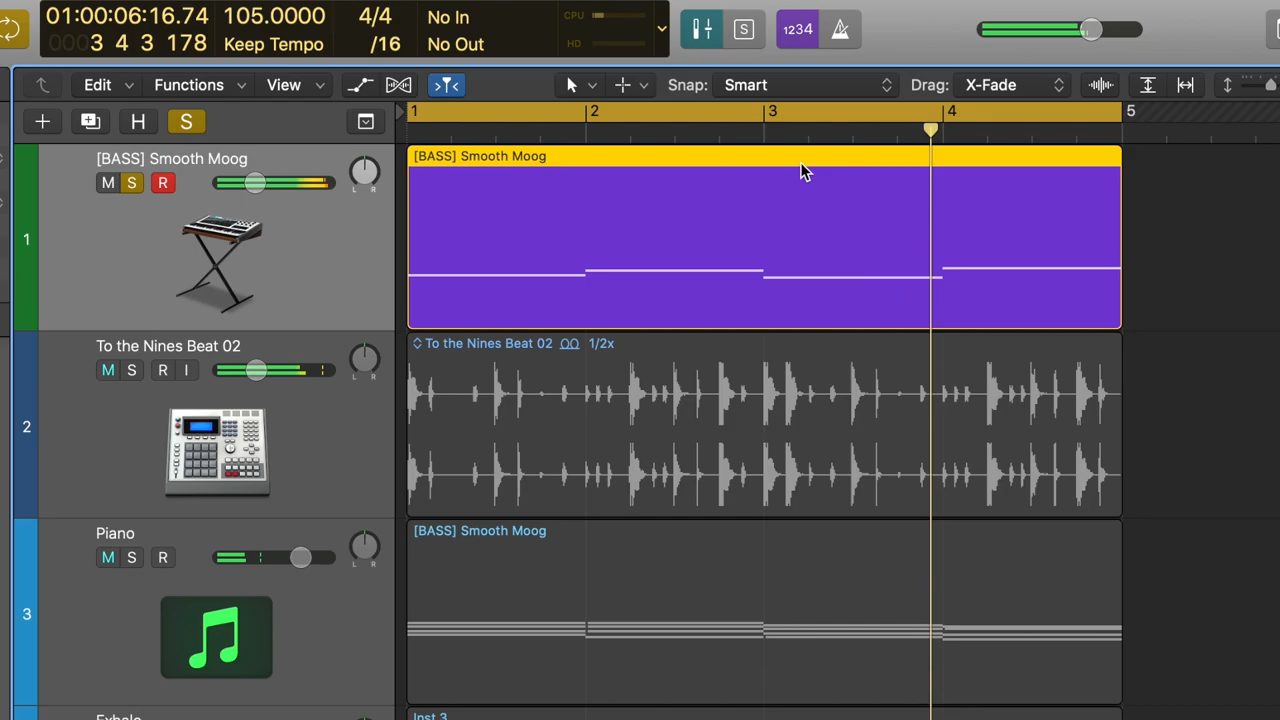 01:00:06:16.74 105.0000 4/4 No In CPU
0003 4 3 178 Keep Tempo /16 No Out HD
S 1234
Edit Functions View Snap: Smart Drag: X-Fade
H S 1 2 3 4 5
[BASS] Smooth Moog
M S R
L R
1
[BASS] Smooth Moog
To the Nines Beat 02
M S R I
L R
2
To the Nines Beat 02 1/2x
Piano
M S R
L R
3
[BASS] Smooth Moog
Exhale
Inst 3